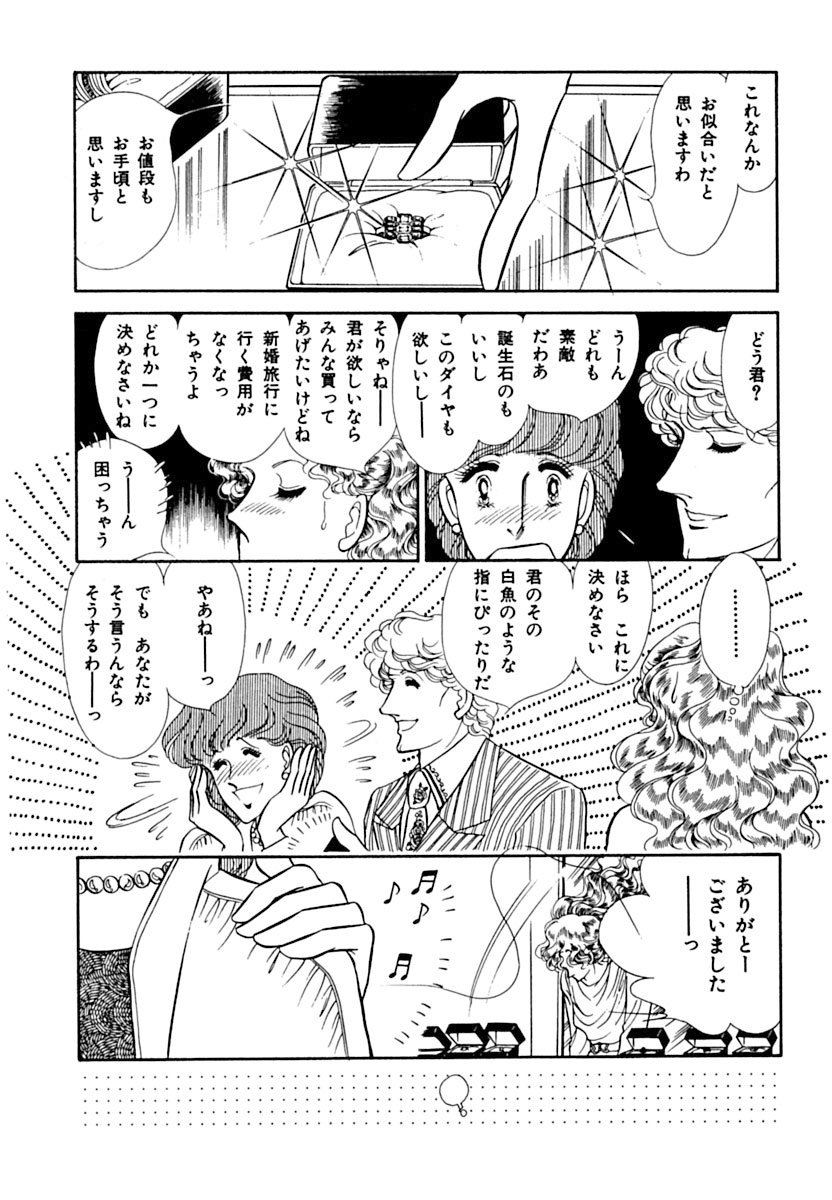 これなんか
お似合いだと
思いますわ
お値段も
お手頃と
思いますし
どう君?
うーん
どれも
素敵
だわあ
誕生石のも
いいし
このダイヤも
欲しいしー
そりゃねー
君が欲しいなら
みんな買って
あげたいけどね
新婚旅行に
行く費用が
なくなっ
ちゃうよ
どれか一つに
決めなさいね
うーん
困っちゃう
………
ほら これに
決めなさい
君のその
白魚のような
指にぴったりだ
やあねーっ
でも あなたが
そう言うんなら
そうするわーっ
ありがとー
ございました
ーっ